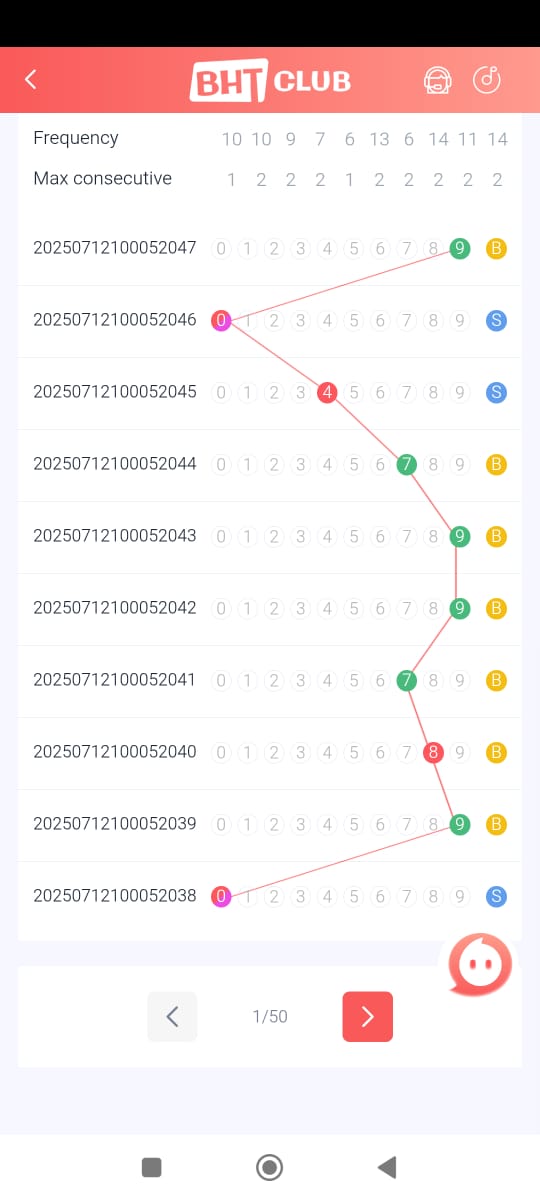 BHT CLUB
Frequency 10 10 9 7 6 13 6 14 11 14
Max consecutive 1 2 2 2 1 2 2 2 2 2
20250712100052047 0 1 2 3 4 5 6 7 8 9 B
20250712100052046 0 1 2 3 4 5 6 7 8 9 S
20250712100052045 0 1 2 3 4 5 6 7 8 9 S
20250712100052044 0 1 2 3 4 5 6 7 8 9 B
20250712100052043 0 1 2 3 4 5 6 7 8 9 B
20250712100052042 0 1 2 3 4 5 6 7 8 9 B
20250712100052041 0 1 2 3 4 5 6 7 8 9 B
20250712100052040 0 1 2 3 4 5 6 7 8 9 B
20250712100052039 0 1 2 3 4 5 6 7 8 9 B
20250712100052038 0 1 2 3 4 5 6 7 8 9 S
1/50